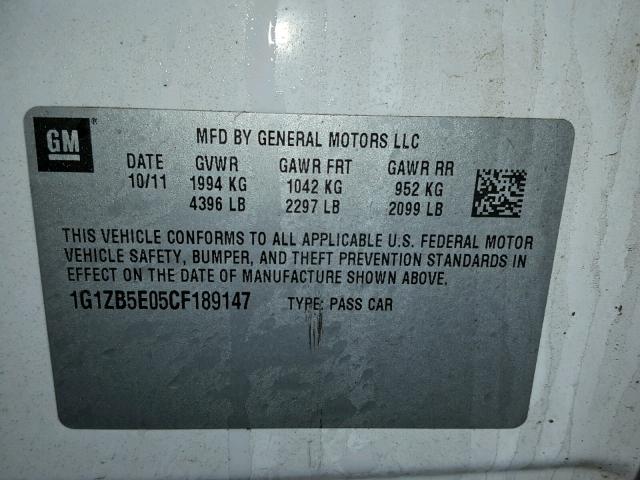 GM ®
MFD BY GENERAL MOTORS LLC
DATE GVWR GAWR FRT GAWR RR
10/11 1994 KG 1042 KG 952 KG
4396 LB 2297 LB 2099 LB
THIS VEHICLE CONFORMS TO ALL APPLICABLE U.S. FEDERAL MOTOR
VEHICLE SAFETY, BUMPER, AND THEFT PREVENTION STANDARDS IN
EFFECT ON THE DATE OF MANUFACTURE SHOWN ABOVE.
1G1ZB5E05CF189147 TYPE: PASS CAR